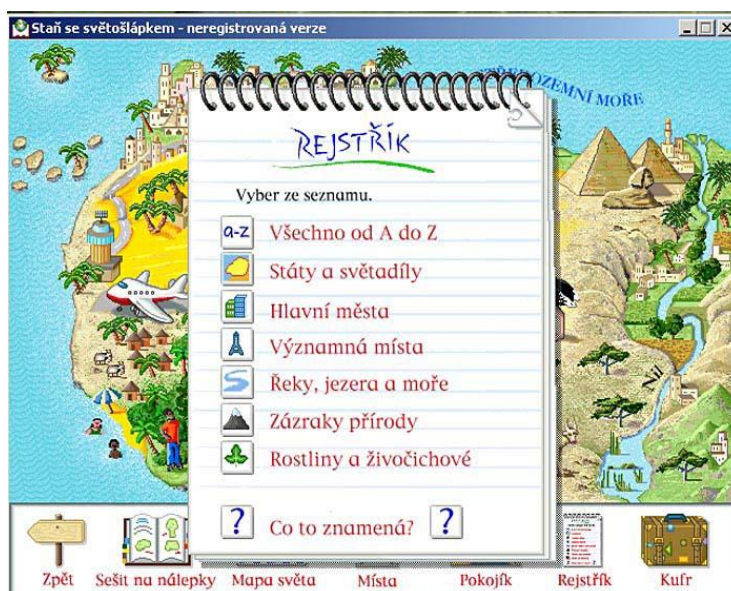 Staň se světošlápkem - neregistrovaná verze
ZEMNÍ MOŘE
REJSTŘÍK
Vyber ze seznamu.
a-z Všechno od A do Z
Státy a světadíly
Hlavní města
Významná místa
Řeky, jezera a moře
Zázraky přírody
Rostliny a živočichové
Nil
? Co to znamená? ?
Zpět Sešit na nálepky Mapa světa Místa Pokojík Rejstřík Kufr